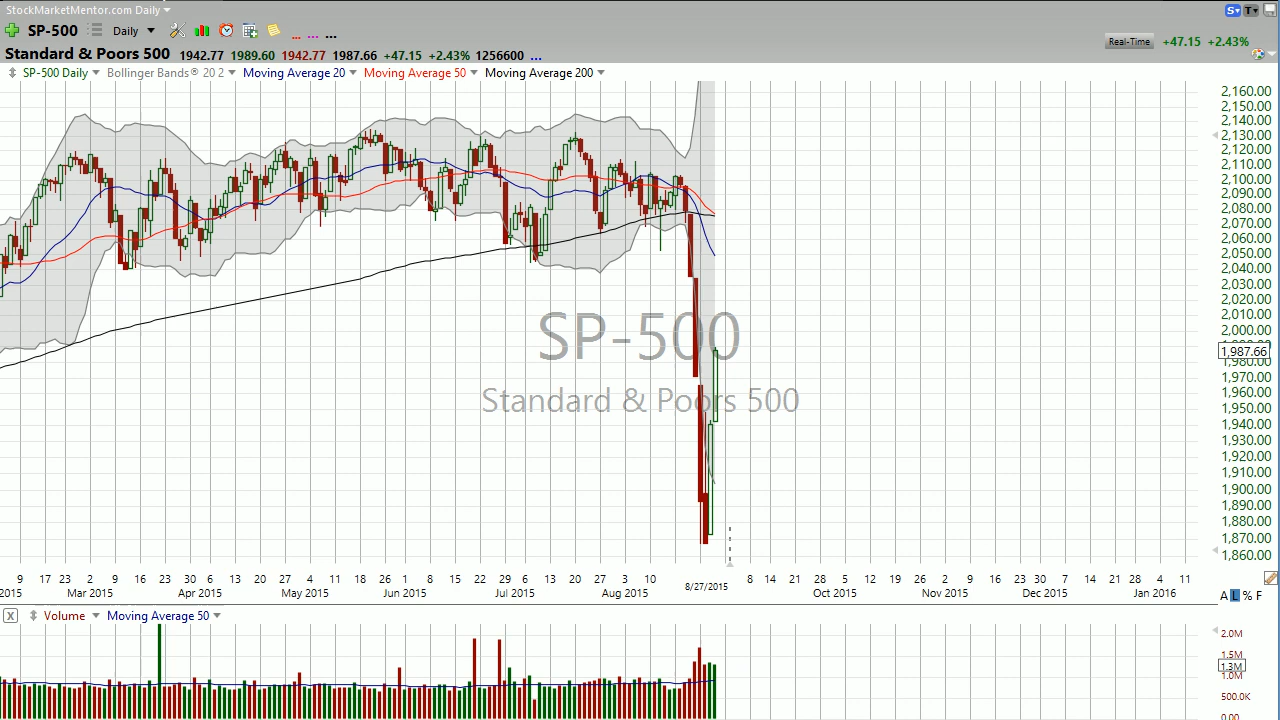 StockMarketMentor.com Daily
SP-500 Daily S T
Standard & Poors 500 1942.77 1989.60 1942.77 1987.66 +47.15 +2.43% 1256600 ... Real-Time +47.15 +2.43%
SP-500 Daily Bollinger Bands® 20 2 Moving Average 20 Moving Average 50 Moving Average 200
2,160.00
2,150.00
2,140.00
2,130.00
2,120.00
2,110.00
2,100.00
2,090.00
2,080.00
2,070.00
2,060.00
2,050.00
2,040.00
2,030.00
2,020.00
2,010.00
2,000.00
SP-500
1,987.66
1,980.00
1,970.00
1,960.00
Standard & Poors 500
1,950.00
1,940.00
1,930.00
1,920.00
1,910.00
1,900.00
1,890.00
1,880.00
1,870.00
1,860.00
9 17 23 2 9 16 23 30 6 13 20 27 4 11 18 26 1 8 15 22 29 6 13 20 27 3 10 8/27/2015 8 14 21 28 5 12 19 26 2 9 16 23 30 7 14 21 28 4 11
2015 Mar 2015 Apr 2015 May 2015 Jun 2015 Jul 2015 Aug 2015 Oct 2015 Nov 2015 Dec 2015 Jan 2016
A L % F
X Volume Moving Average 50
2.0M
1.5M
1.3M
1.0M
500.0K
0.00